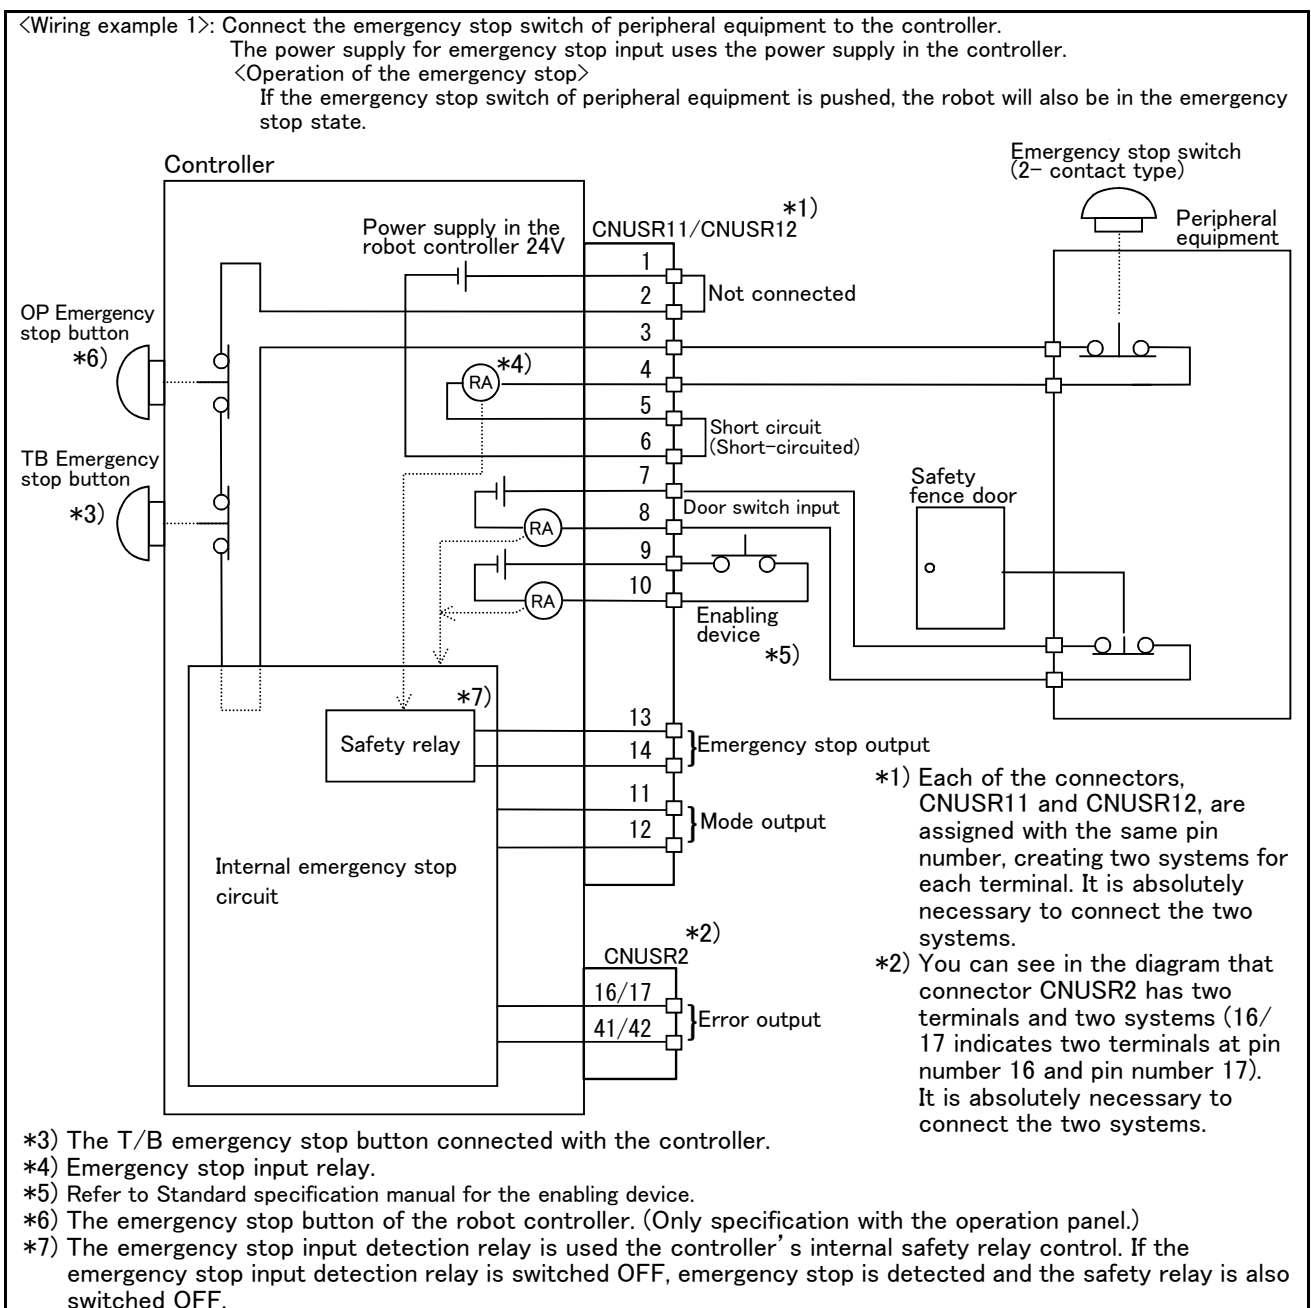 <Wiring example 1>: Connect the emergency stop switch of peripheral equipment to the controller.
The power supply for emergency stop input uses the power supply in the controller.
<Operation of the emergency stop>
If the emergency stop switch of peripheral equipment is pushed, the robot will also be in the emergency
stop state.
Controller
Emergency stop switch
(2- contact type)
Power supply in the
robot controller 24V
*1)
CNUSR11/CNUSR12
Peripheral
equipment
1
2
Not connected
OP Emergency
stop button
*6)
3
*4)
RA
4
5
Short circuit
(Short-circuited)
6
TB Emergency
stop button
*3)
7
Door switch input
8
RA
Safety
fence door
9
10
RA
Enabling
device
*5)
*7)
Safety relay
13
14
Emergency stop output
11
12
Mode output
Internal emergency stop
circuit
*2)
CNUSR2
16/17
41/42
Error output
*1) Each of the connectors,
CNUSR11 and CNUSR12, are
assigned with the same pin
number, creating two systems for
each terminal. It is absolutely
necessary to connect the two
systems.
*2) You can see in the diagram that
connector CNUSR2 has two
terminals and two systems (16/
17 indicates two terminals at pin
number 16 and pin number 17).
It is absolutely necessary to
connect the two systems.
*3) The T/B emergency stop button connected with the controller.
*4) Emergency stop input relay.
*5) Refer to Standard specification manual for the enabling device.
*6) The emergency stop button of the robot controller. (Only specification with the operation panel.)
*7) The emergency stop input detection relay is used the controller's internal safety relay control. If the
emergency stop input detection relay is switched OFF, emergency stop is detected and the safety relay is also
switched OFF.